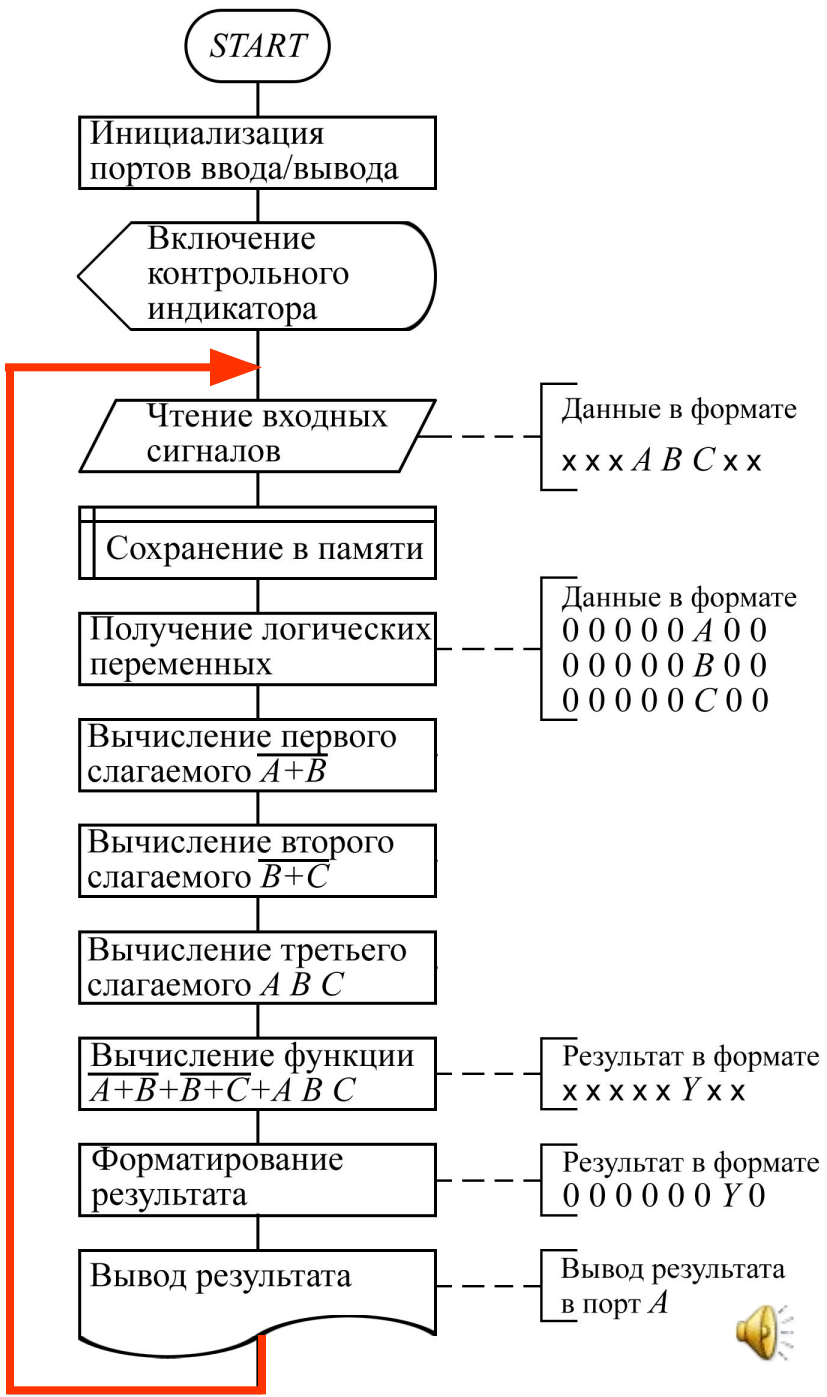 START
Инициализация
портов ввода/вывода
Включение
контрольного
индикатора
Чтение входных
сигналов
Данные в формате
x x x A B C x x
Сохранение в памяти
Получение логических
переменных
Данные в формате
0 0 0 0 0 A 0 0
0 0 0 0 0 B 0 0
0 0 0 0 0 C 0 0
Вычисление первого
слагаемого A̅+̅B̅
Вычисление второго
слагаемого B̅+̅C̅
Вычисление третьего
слагаемого A B C
Вычисление функции
A̅+̅B̅+B̅+̅C̅+A B C
Результат в формате
x x x x x Y x x
Форматирование
результата
Результат в формате
0 0 0 0 0 0 Y 0
Вывод результата
Вывод результата
в порт A